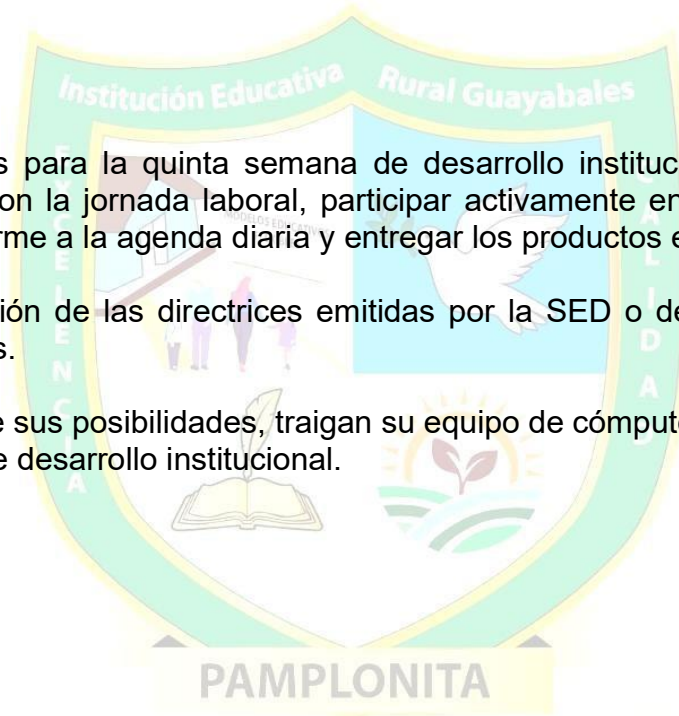 Institución Educativa Rural Guayabales
s para la quinta semana de desarrollo instituc
on la jornada laboral, participar activamente en
rme a la agenda diaria y entregar los productos e
ión de las directrices emitidas por la SED o de
s.
e sus posibilidades, traigan su equipo de cómput
e desarrollo institucional.
EXCELENCIA
CALIDAD
PAMPLONITA